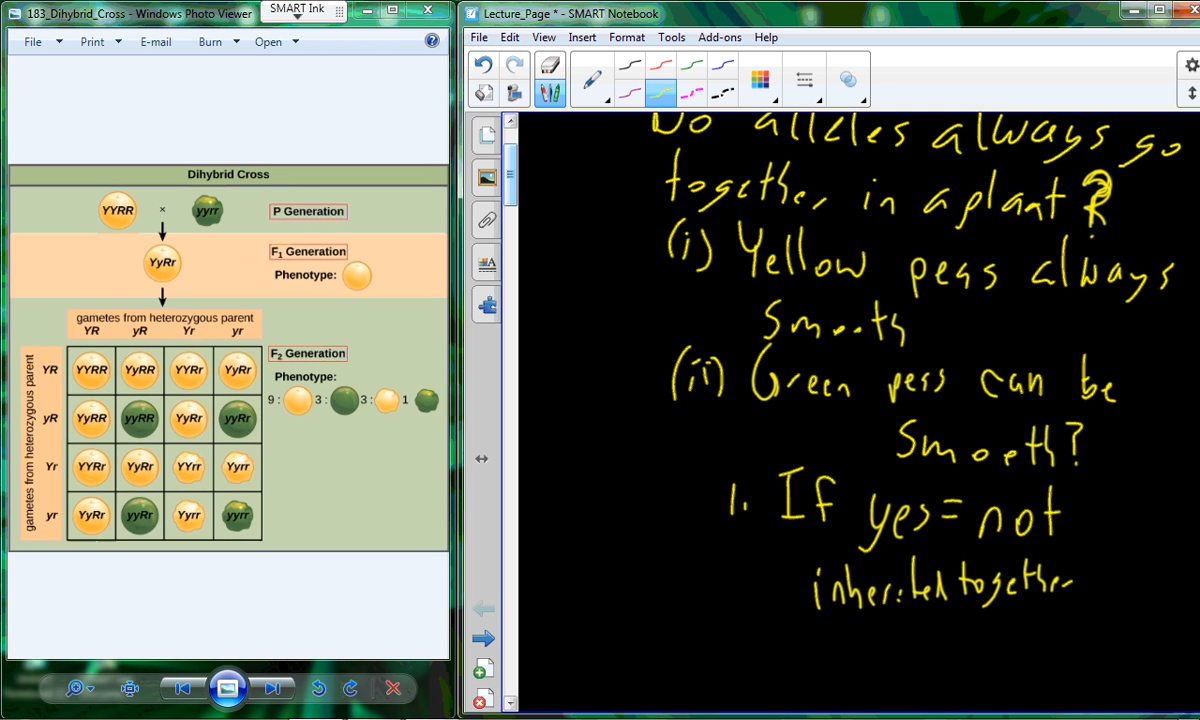 183_Dihybrid_Cross - Windows Photo Viewer
SMART Ink
File Print E-mail Burn Open
Dihybrid Cross
YYRR × yyrr P Generation
F1 Generation
YyRr
Phenotype:
gametes from heterozygous parent
YR yR Yr yr
gametes from heterozygous parent
YR YYRR YyRR YYRr YyRr
yR YyRR yyRR YyRr yyRr
Yr YYRr YyRr YYrr Yyrr
yr YyRr yyRr Yyrr yyrr
F2 Generation
Phenotype:
9 : 3 : 3 : 1
Lecture_Page * - SMART Notebook
File Edit View Insert Format Tools Add-ons Help
Do alleles always go
together in a plant ?
(i) Yellow peas always
smooth
(ii) Green peas can be
smooth?
1. If yes = not
inherited together